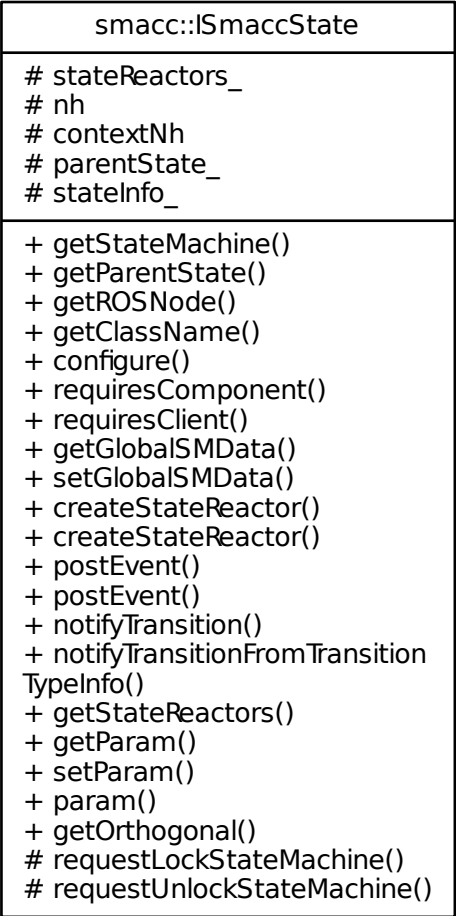 smacc::ISmaccState
# stateReactors_
# nh
# contextNh
# parentState_
# stateInfo_
+ getStateMachine()
+ getParentState()
+ getROSNode()
+ getClassName()
+ configure()
+ requiresComponent()
+ requiresClient()
+ getGlobalSMData()
+ setGlobalSMData()
+ createStateReactor()
+ createStateReactor()
+ postEvent()
+ postEvent()
+ notifyTransition()
+ notifyTransitionFromTransition
TypeInfo()
+ getStateReactors()
+ getParam()
+ setParam()
+ param()
+ getOrthogonal()
# requestLockStateMachine()
# requestUnlockStateMachine()